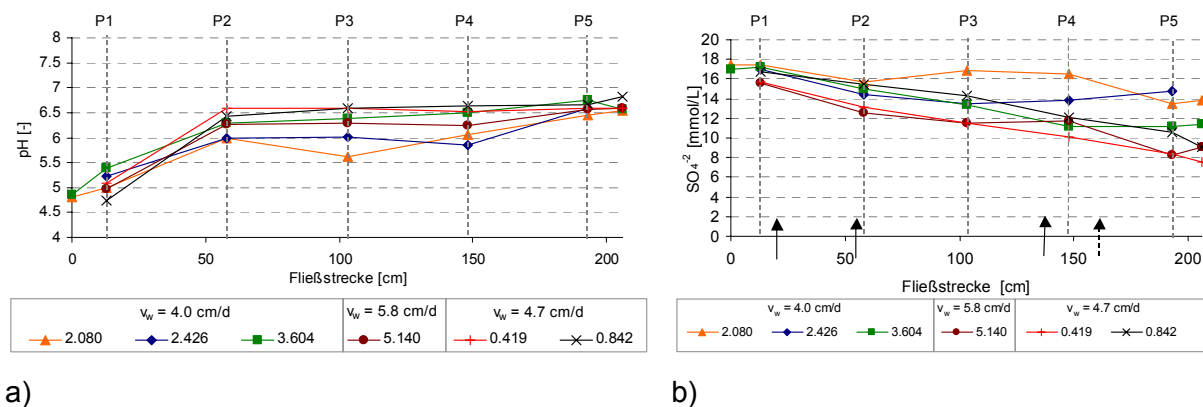 P1 P2 P3 P4 P5
8
7.5
7
6.5
6
5.5
5
4.5
4
pH [-]
0 50 100 150 200
Fließstrecke [cm]
v_w = 4.0 cm/d v_w = 5.8 cm/d v_w = 4.7 cm/d
2.080 2.426 3.604 5.140 0.419 0.842
a)
P1 P2 P3 P4 P5
20
18
16
14
12
10
8
6
4
2
0
SO₄⁻² [mmol/L]
0 50 100 150 200
Fließstrecke [cm]
v_w = 4.0 cm/d v_w = 5.8 cm/d v_w = 4.7 cm/d
2.080 2.426 3.604 5.140 0.419 0.842
b)